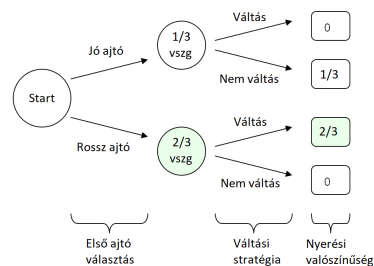 Start
Jó ajtó
Rossz ajtó
1/3
vszg
2/3
vszg
Váltás
Nem váltás
Váltás
Nem váltás
0
1/3
2/3
0
Első ajtó
választás
Váltási
stratégia
Nyerési
valószínűség